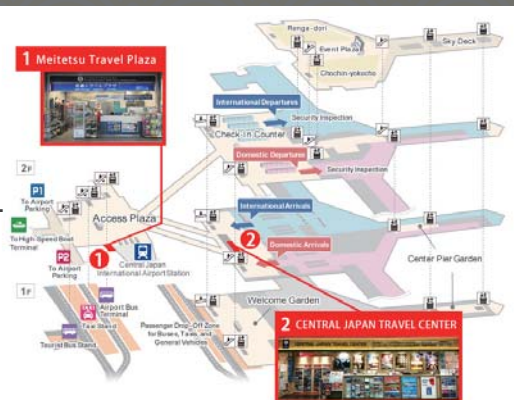 Renga-dori
Event Plaza
Sky Deck
Chochin-yokocho
1 Meitetsu Travel Plaza
International Departures
Security Inspection
Check-In Counter
Domestic Departures
Security Inspection
2F
P1
To Airport
Parking
Access Plaza
International Arrivals
To High-Speed Boat
Terminal
P2
To Airport
Parking
1
Central Japan
International Airport Station
2
Domestic Arrivals
Center Pier Garden
1F
Airport Bus
Terminal
Taxi Stand
Tourist Bus Stand
Passenger Drop-Off Zone
for Buses, Taxis, and
General Vehicles
Welcome Garden
2 CENTRAL JAPAN TRAVEL CENTER